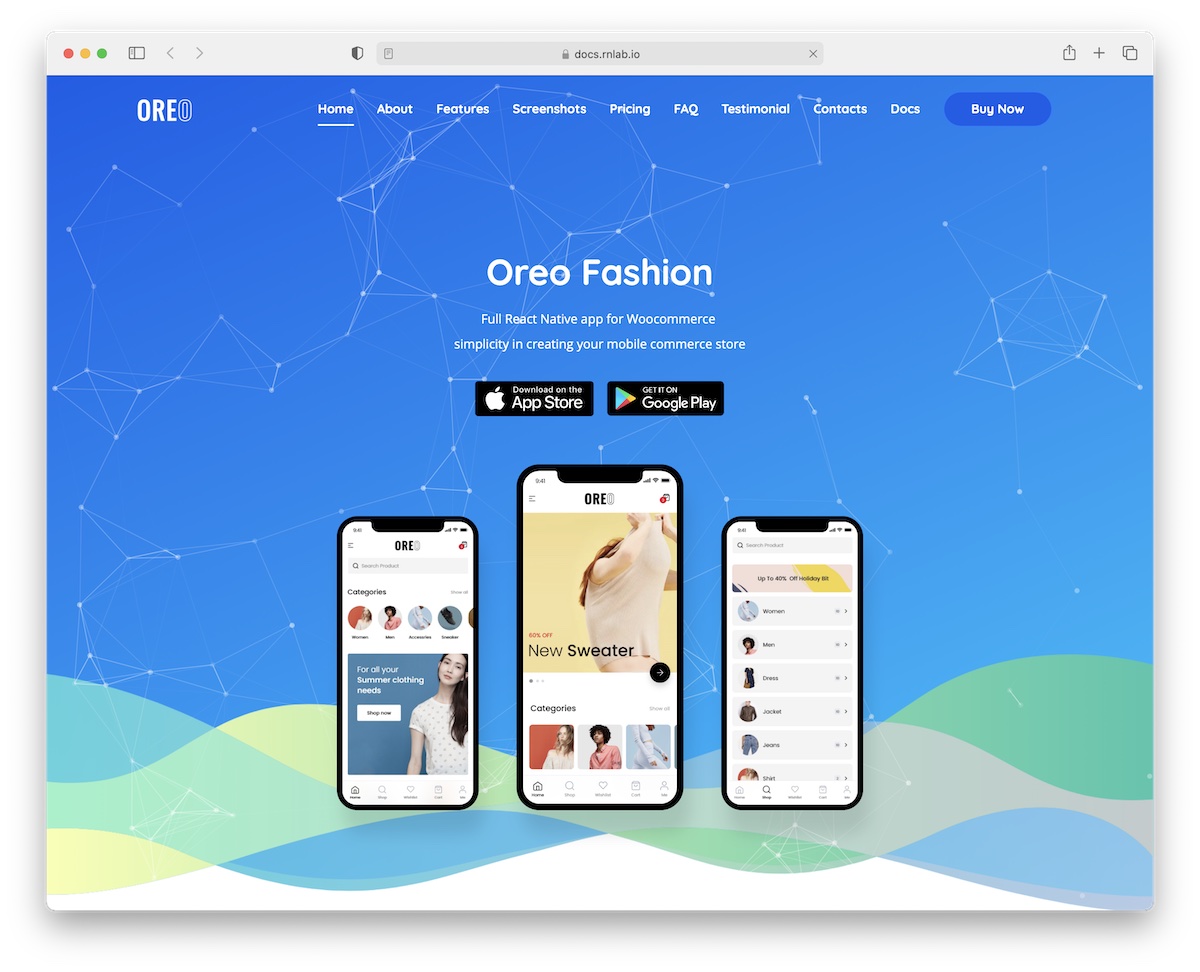 docs.rnlab.io
OREO
Home About Features Screenshots Pricing FAQ Testimonial Contacts Docs Buy Now
Oreo Fashion
Full React Native app for Woocommerce
simplicity in creating your mobile commerce store
Download on the
App Store
GET IT ON
Google Play
9:41
OREO
Search Product
Categories Show all
Women Men Accesories Sneaker
For all your
Summer clothing
needs
Shop now
Home Shop Wishlist Cart Me
9:41
OREO
60% OFF
New Sweater
Categories Show all
Home Shop Wishlist Cart Me
9:41
Search Product
Up To 40% Off Holiday Bit
Women
Men
Dress
Jacket
Jeans
Shirt
Home Shop Wishlist Cart Me